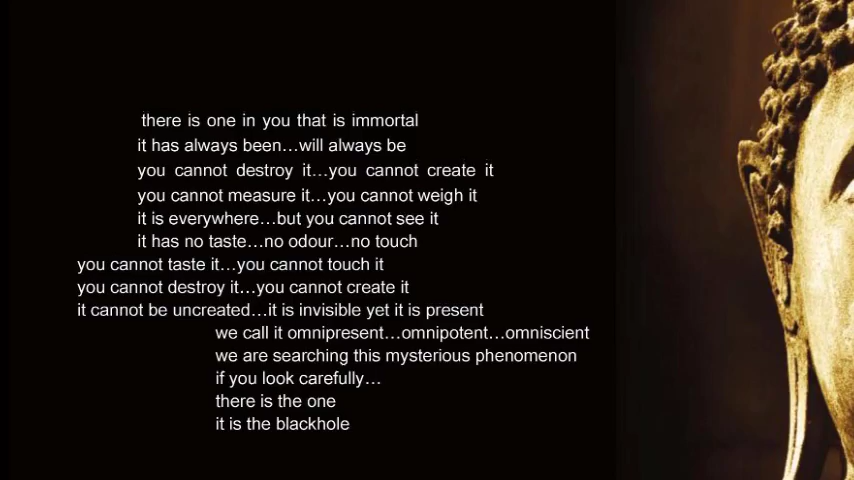 there is one in you that is immortal
it has always been...will always be
you cannot destroy it...you cannot create it
you cannot measure it...you cannot weigh it
it is everywhere...but you cannot see it
it has no taste...no odour...no touch
you cannot taste it...you cannot touch it
you cannot destroy it...you cannot create it
it cannot be uncreated...it is invisible yet it is present
we call it omnipresent...omnipotent...omniscient
we are searching this mysterious phenomenon
if you look carefully...
there is the one
it is the blackhole